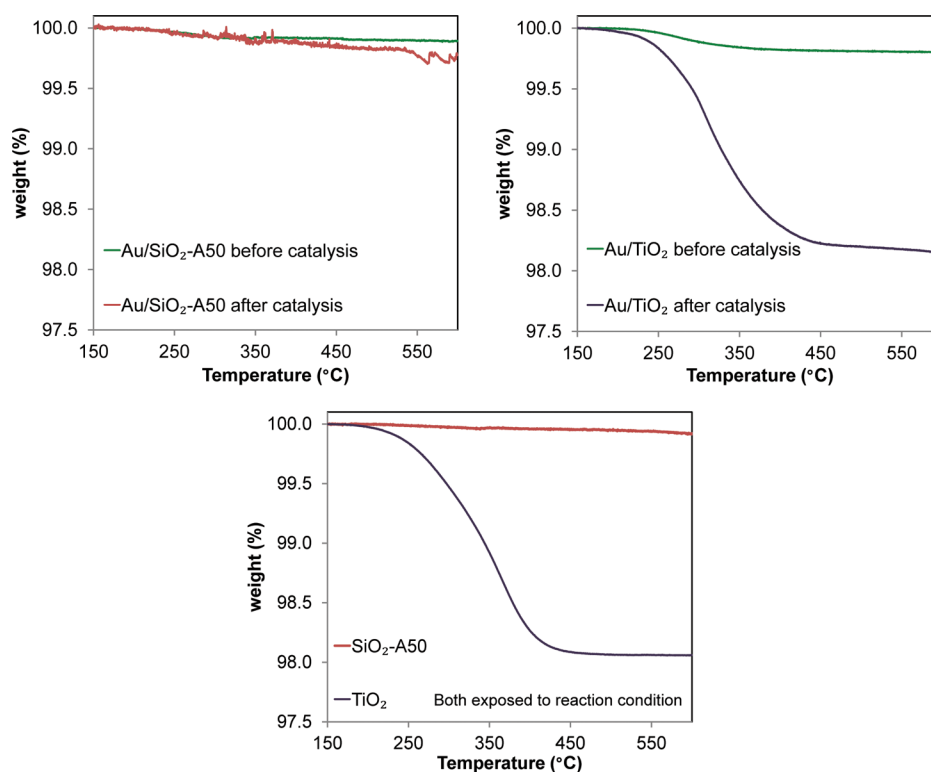 100.0
99.5
99.0
98.5
98.0
97.5
weight (%)
Au/SiO₂-A50 before catalysis
Au/SiO₂-A50 after catalysis
150 250 350 450 550
Temperature (°C)
100.0
99.5
99.0
98.5
98.0
97.5
weight (%)
Au/TiO₂ before catalysis
Au/TiO₂ after catalysis
150 250 350 450 550
Temperature (°C)
100.0
99.5
99.0
98.5
98.0
97.5
weight (%)
SiO₂-A50
TiO₂ Both exposed to reaction condition
150 250 350 450 550
Temperature (°C)